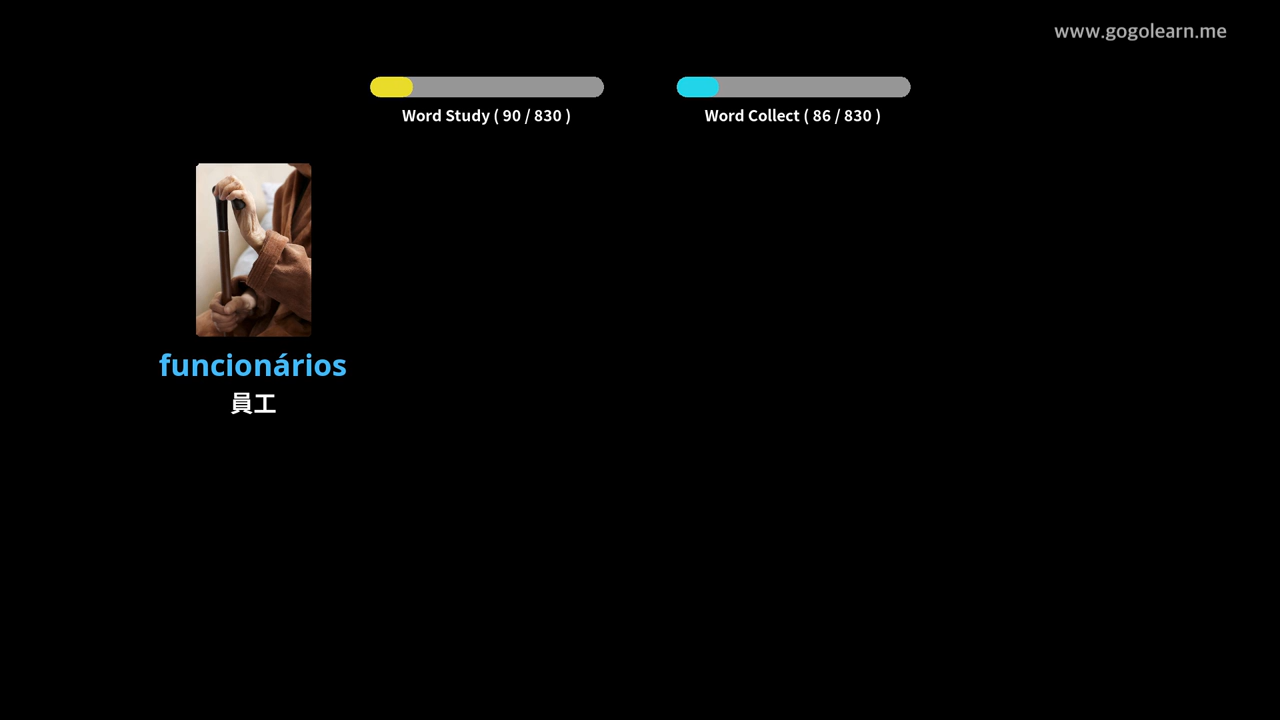 www.gogolearn.me
Word Study ( 90 / 830 )
Word Collect ( 86 / 830 )
funcionários
員工